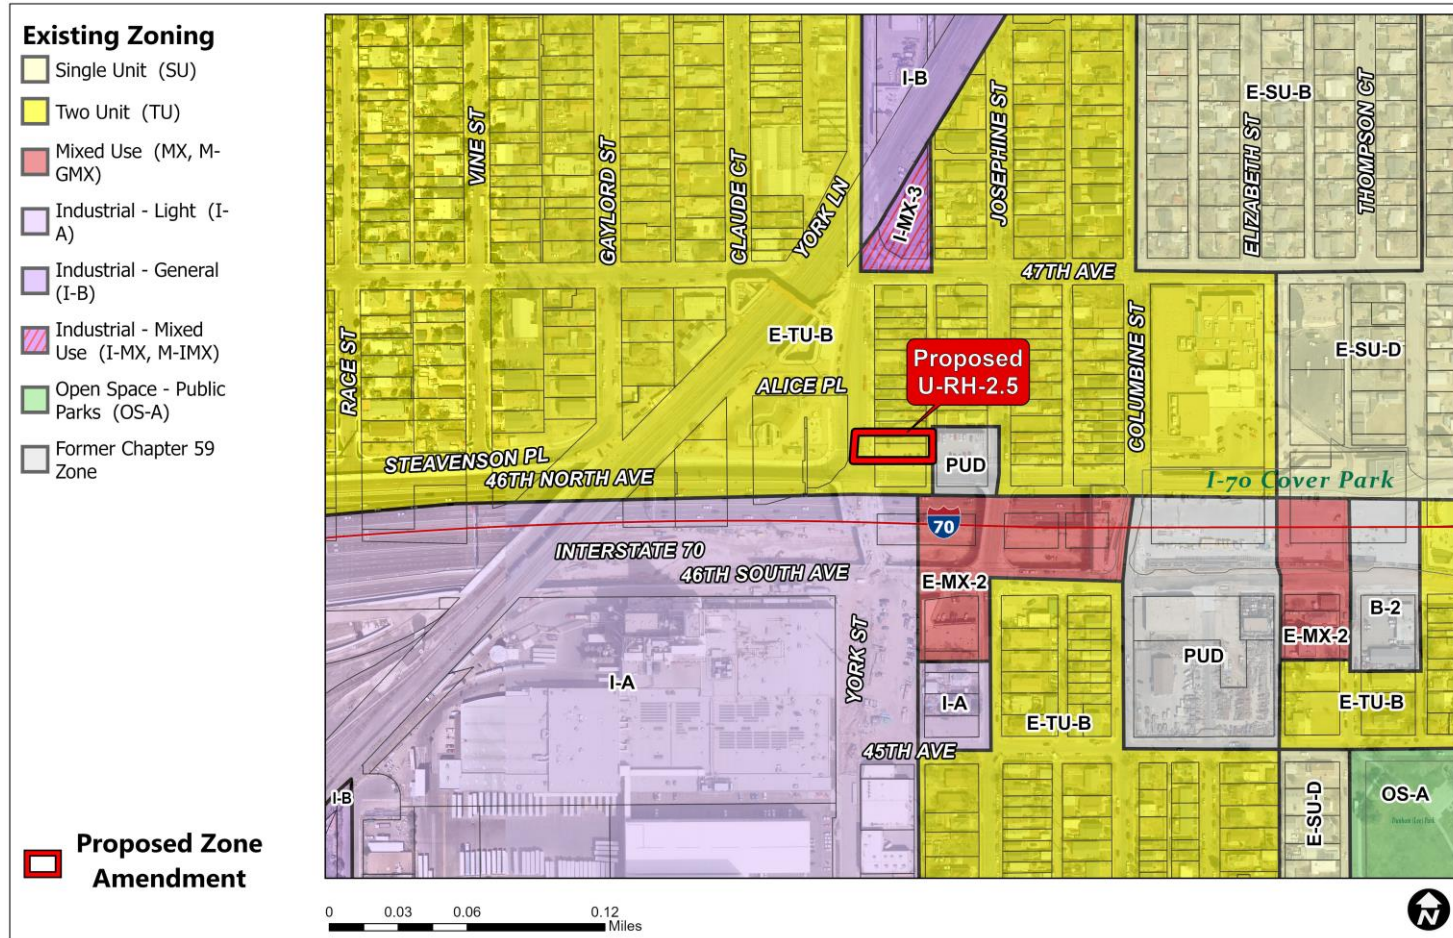 Existing Zoning
Single Unit (SU)
Two Unit (TU)
Mixed Use (MX, M-
GMX)
Industrial - Light (I-
A)
Industrial - General
(I-B)
Industrial - Mixed
Use (I-MX, M-IMX)
Open Space - Public
Parks (OS-A)
Former Chapter 59
Zone
Proposed Zone
Amendment
I-B
E-SU-B
VINE ST
GAYLORD ST
CLAUDE CT
YORK LN
I-MX-3
JOSEPHINE ST
ELIZABETH ST
THOMPSON CT
47TH AVE
RACE ST
E-TU-B
ALICE PL
Proposed
U-RH-2.5
COLUMBINE ST
E-SU-D
STEAVENSON PL
46TH NORTH AVE
PUD
I-70 Cover Park
70
INTERSTATE 70
46TH SOUTH AVE
E-MX-2
YORK ST
I-A
I-A
E-TU-B
PUD
E-MX-2
B-2
E-TU-B
45TH AVE
I-B
E-SU-D
OS-A
0 0.03 0.06 0.12
Miles
N